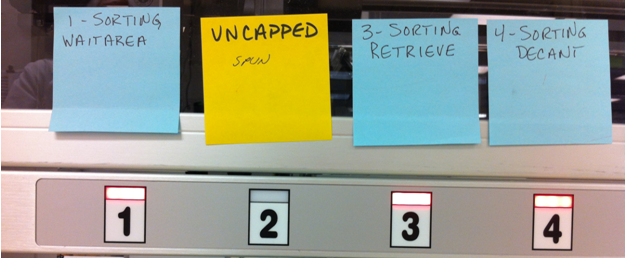 1-SORTING
WAITAREA
UNCAPPED
SPUN
3-SORTING
RETRIEVE
4-SORTING
DECANT
1
2
3
4